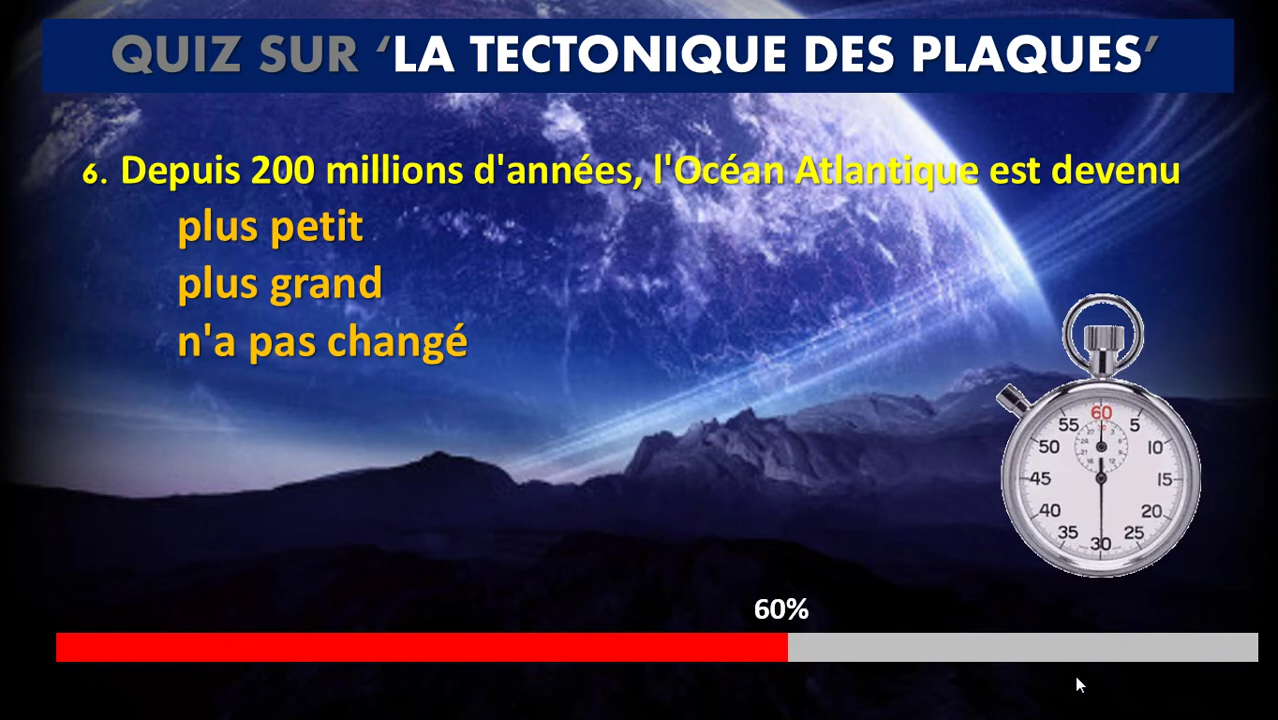 QUIZ SUR ‘LA TECTONIQUE DES PLAQUES’
6. Depuis 200 millions d'années, l'Océan Atlantique est devenu
plus petit
plus grand
n'a pas changé
60
55 5
50 10
45 15
40 20
35 25
30
60%